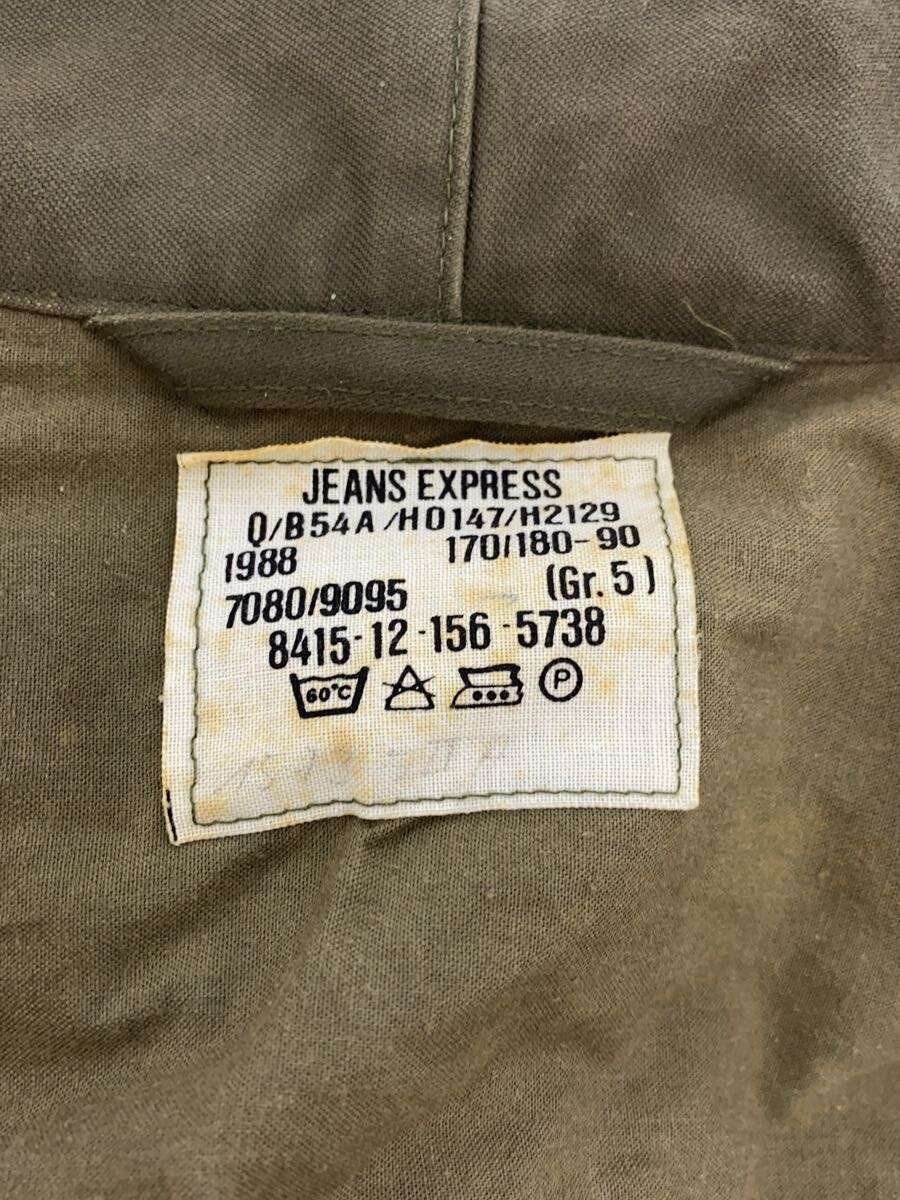 JEANS EXPRESS
Q/B54A/H0147/H2129
1988 170/180-90
7080/9095 (Gr.5)
8415-12-156-5738
60°C P